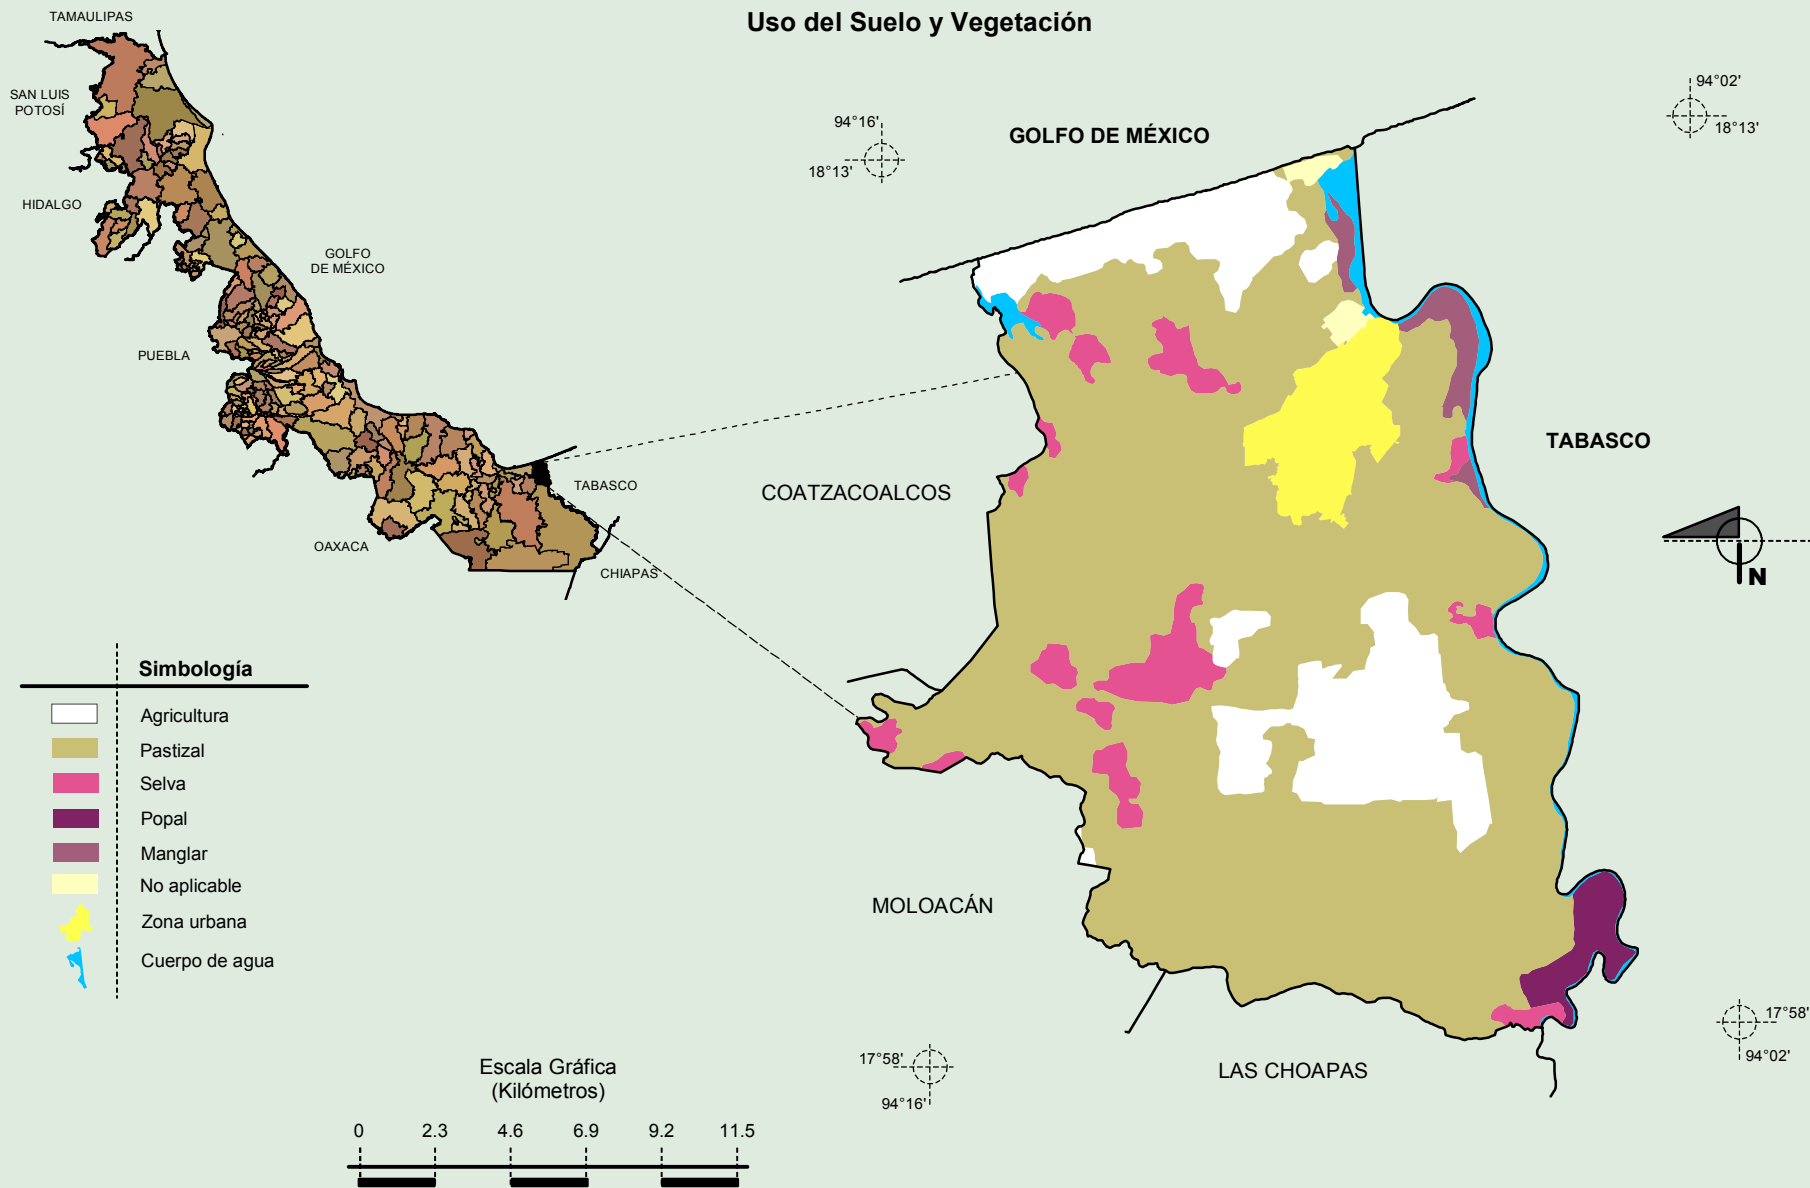 Uso del Suelo y Vegetación
TAMAULIPAS
SAN LUIS
POTOSÍ
HIDALGO
GOLFO
DE MÉXICO
PUEBLA
TABASCO
OAXACA
CHIAPAS
94°16'
18°13'
GOLFO DE MÉXICO
94°02'
18°13'
COATZACOALCOS
TABASCO
N
MOLOACÁN
LAS CHOAPAS
17°58'
94°16'
17°58'
94°02'
Simbología
Agricultura
Pastizal
Selva
Popal
Manglar
No aplicable
Zona urbana
Cuerpo de agua
Escala Gráfica
(Kilómetros)
0 2.3 4.6 6.9 9.2 11.5